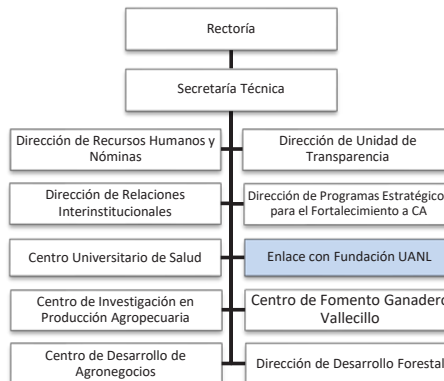 Rectoría
Secretaría Técnica
Dirección de Recursos Humanos y
Nóminas
Dirección de Unidad de
Transparencia
Dirección de Relaciones
Interinstitucionales
Dirección de Programas Estratégico
para el Fortalecimiento a CA
Centro Universitario de Salud
Enlace con Fundación UANL
Centro de Investigación en
Producción Agropecuaria
Centro de Fomento Ganadero
Vallecillo
Centro de Desarrollo de
Agronegocios
Dirección de Desarrollo Forestal